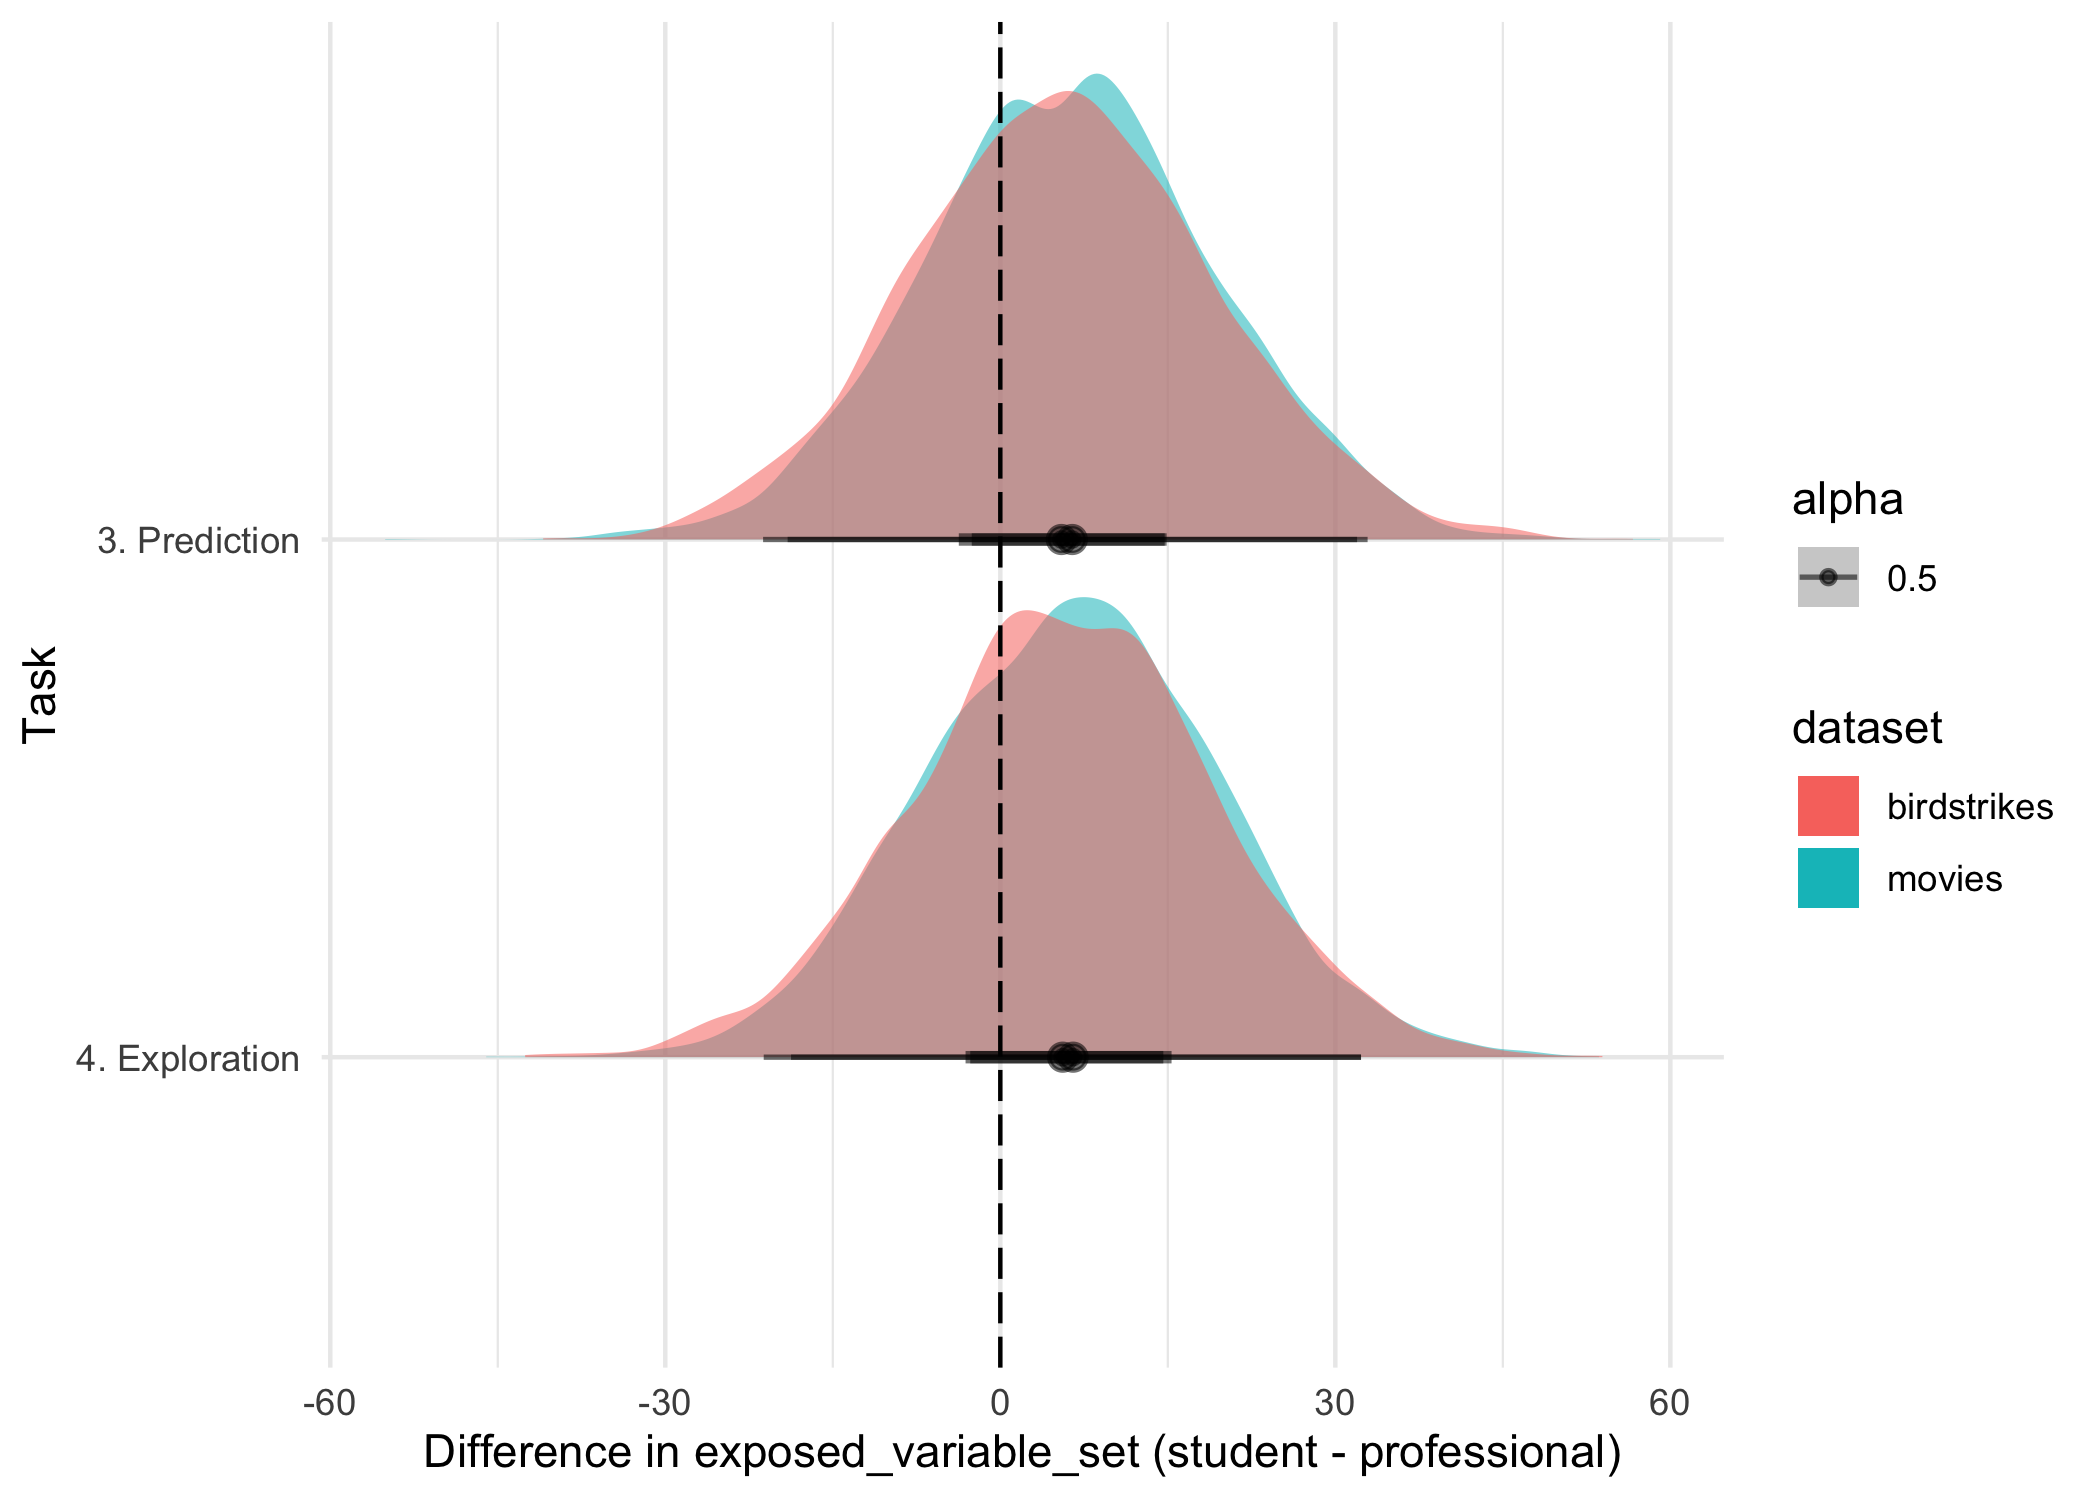 Task
3. Prediction
4. Exploration
-60
-30
0
30
60
Difference in exposed_variable_set (student - professional)
alpha
0.5
dataset
birdstrikes
movies